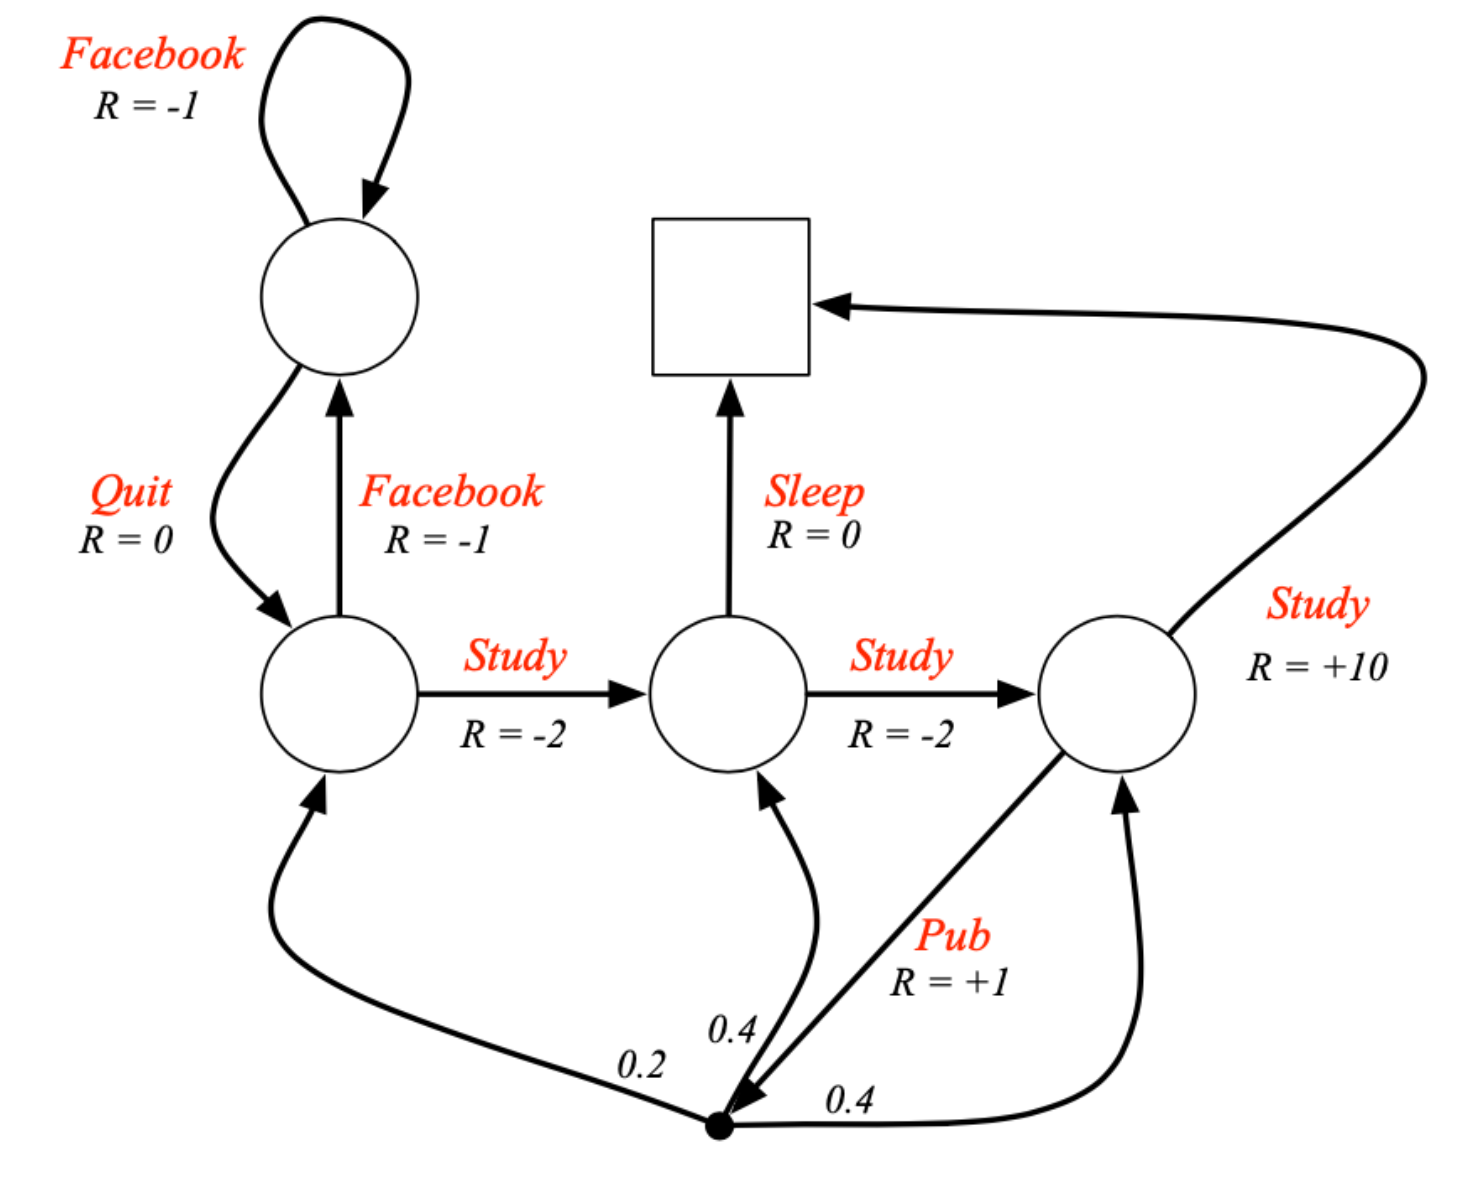 Facebook
R = -1
Quit
R = 0
Facebook
R = -1
Sleep
R = 0
Study
R = +10
Study
R = -2
Study
R = -2
Pub
R = +1
0.4
0.2
0.4